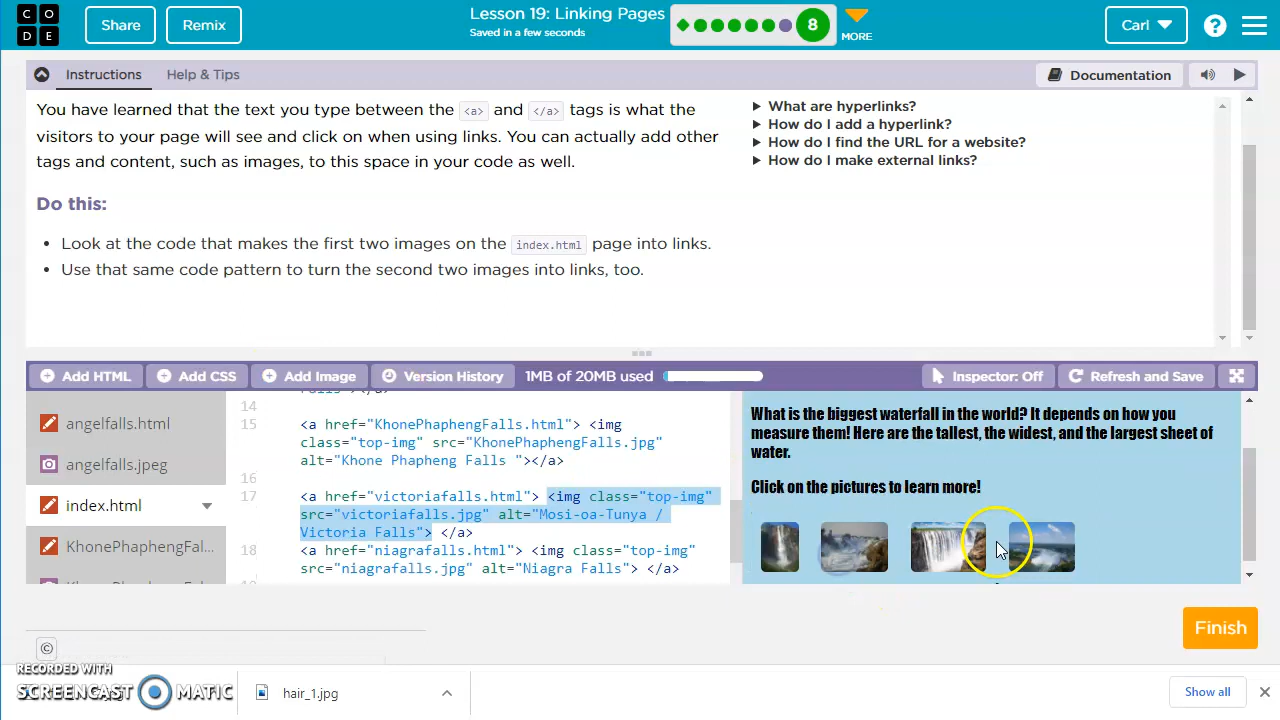 C O
D E
Share
Remix
Lesson 19: Linking Pages
Saved in a few seconds
8
MORE
Carl
?
Instructions
Help & Tips
Documentation
You have learned that the text you type between the <a> and </a> tags is what the
visitors to your page will see and click on when using links. You can actually add other
tags and content, such as images, to this space in your code as well.
Do this:
• Look at the code that makes the first two images on the index.html page into links.
• Use that same code pattern to turn the second two images into links, too.
What are hyperlinks?
How do I add a hyperlink?
How do I find the URL for a website?
How do I make external links?
Add HTML
Add CSS
Add Image
Version History
1MB of 20MB used
Inspector: Off
Refresh and Save
angelfalls.html
angelfalls.jpeg
index.html
KhonePhaphengFal...
14
15 <a href="KhonePhaphengFalls.html"> <img
class="top-img" src="KhonePhaphengFalls.jpg"
alt="Khone Phapheng Falls "></a>
16
17 <a href="victoriafalls.html"> <img class="top-img"
src="victoriafalls.jpg" alt="Mosi-oa-Tunya /
Victoria Falls"> </a>
18 <a href="niagrafalls.html"> <img class="top-img"
src="niagrafalls.jpg" alt="Niagra Falls"> </a>
What is the biggest waterfall in the world? It depends on how you
measure them! Here are the tallest, the widest, and the largest sheet of
water.
Click on the pictures to learn more!
Finish
©
RECORDED WITH
SCREENCAST MATIC
hair_1.jpg
Show all